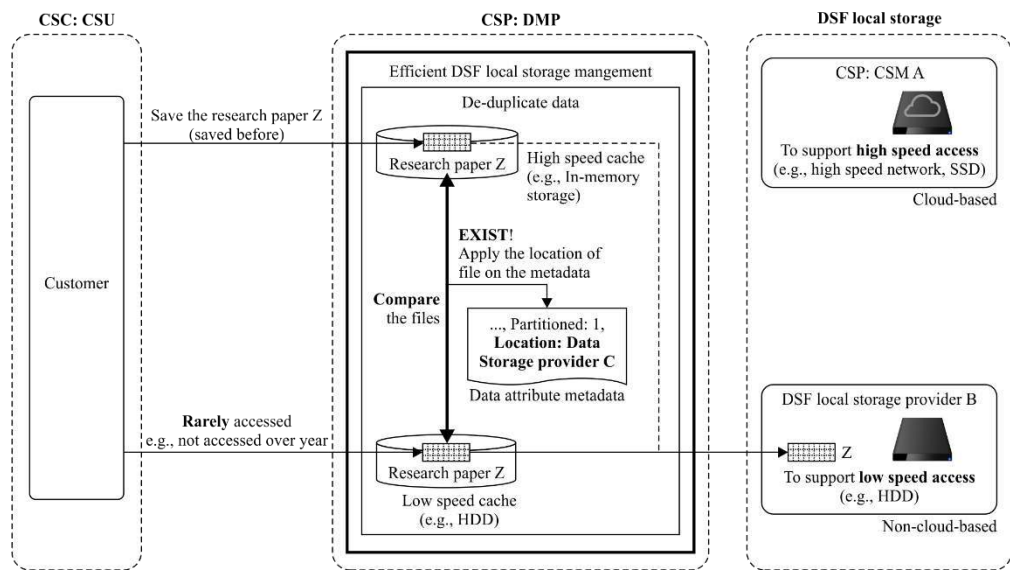 CSC: CSU
CSP: DMP
DSF local storage
Efficient DSF local storage mangement
De-duplicate data
Save the research paper Z
(saved before)
Research paper Z
High speed cache
(e.g., In-memory
storage)
CSP: CSM A
To support high speed access
(e.g., high speed network, SSD)
Cloud-based
Customer
EXIST!
Apply the location of
file on the metadata
Compare
the files
..., Partitioned: 1,
Location: Data
Storage provider C
Data attribute metadata
Rarely accessed
e.g., not accessed over year
Research paper Z
Low speed cache
(e.g., HDD)
DSF local storage provider B
Z
To support low speed access
(e.g., HDD)
Non-cloud-based